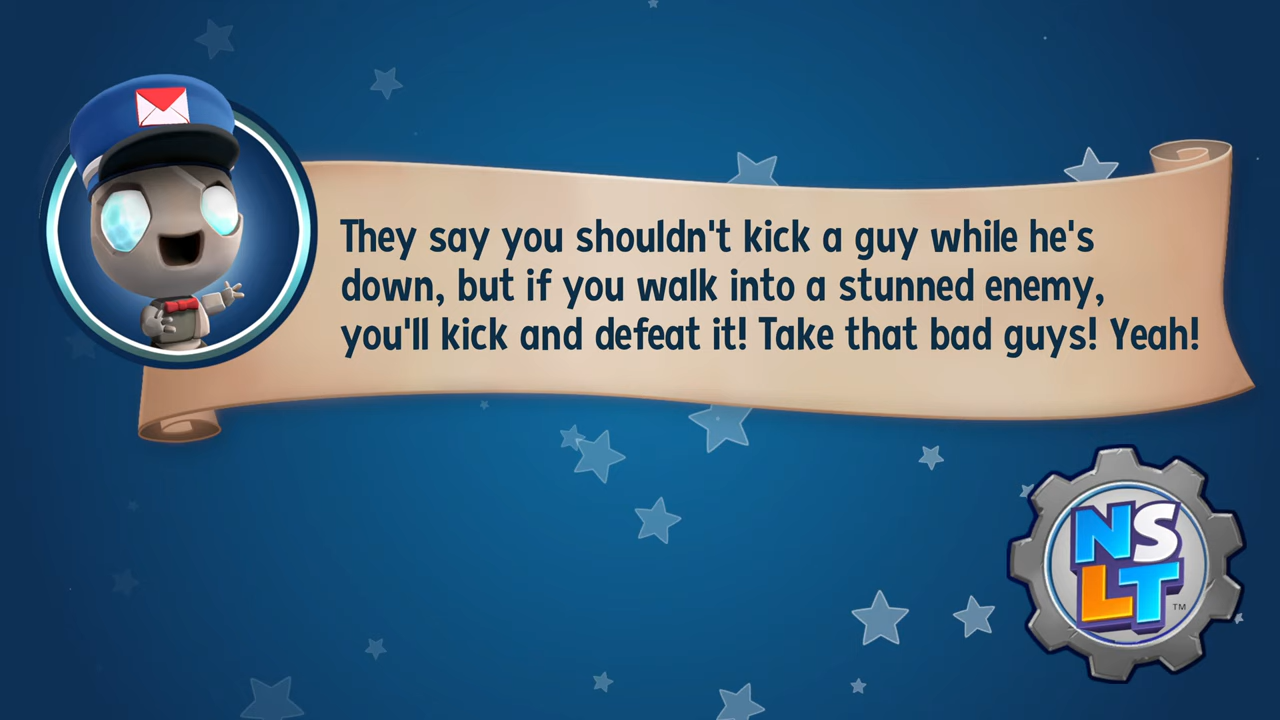 They say you shouldn't kick a guy while he's
down, but if you walk into a stunned enemy,
you'll kick and defeat it! Take that bad guys! Yeah!
NS
LT
TM